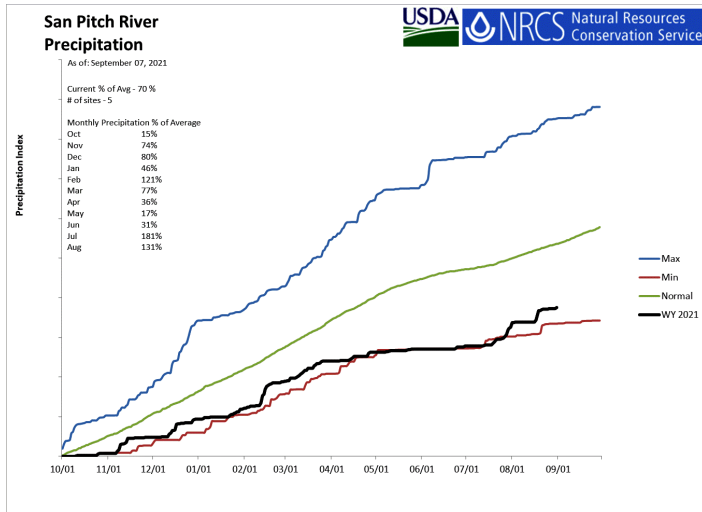 San Pitch River
Precipitation
USDA
NRCS
Natural Resources
Conservation Service
As of: September 07, 2021
Current % of Avg - 70 %
# of sites - 5
Monthly Precipitation % of Average
Oct 15%
Nov 74%
Dec 80%
Jan 46%
Feb 121%
Mar 77%
Apr 36%
May 17%
Jun 31%
Jul 181%
Aug 131%
Precipitation Index
Max
Min
Normal
WY 2021
10/01 11/01 12/01 01/01 02/01 03/01 04/01 05/01 06/01 07/01 08/01 09/01